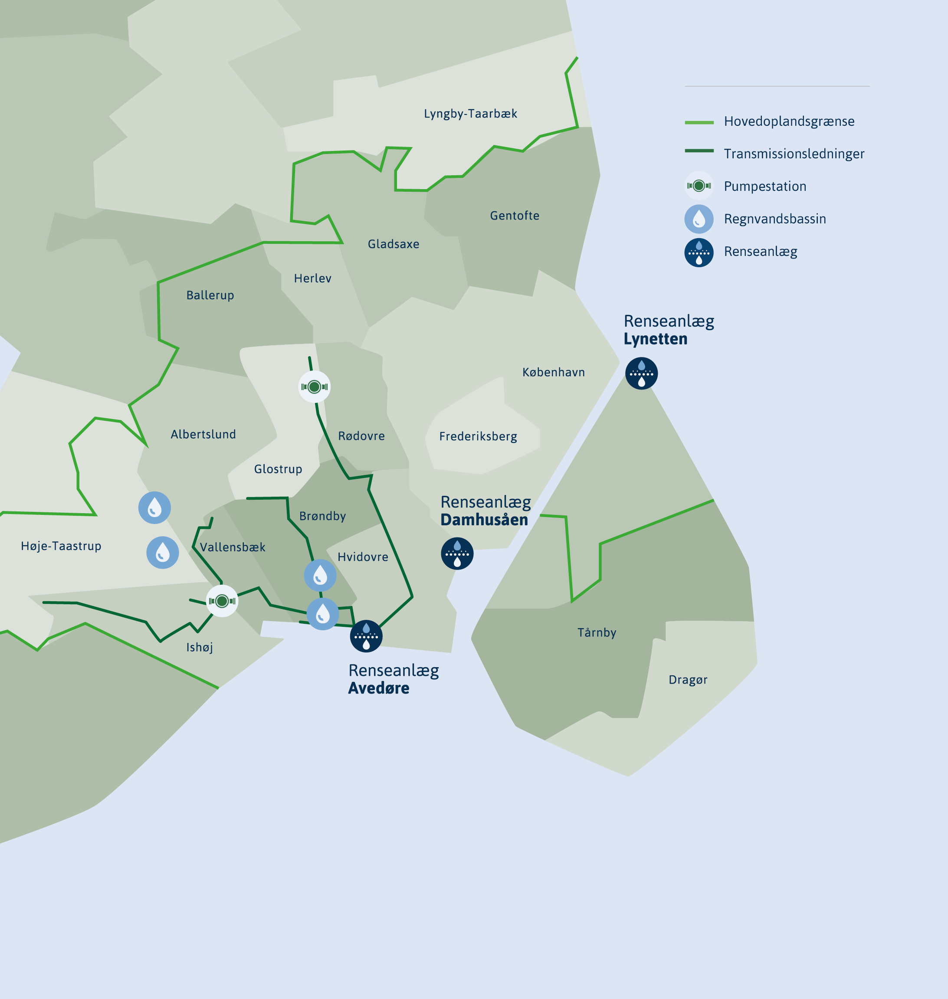 Lyngby-Taarbæk
Hovedoplandsgrænse
Transmissionsledninger
Pumpestation
Regnvandsbassin
Renseanlæg
Gentofte
Gladsaxe
Herlev
Ballerup
Renseanlæg
Lynetten
København
Albertslund
Rødovre
Frederiksberg
Glostrup
Renseanlæg
Damhusåen
Brøndby
Høje-Taastrup
Vallensbæk
Hvidovre
Tårnby
Ishøj
Renseanlæg
Avedøre
Dragør